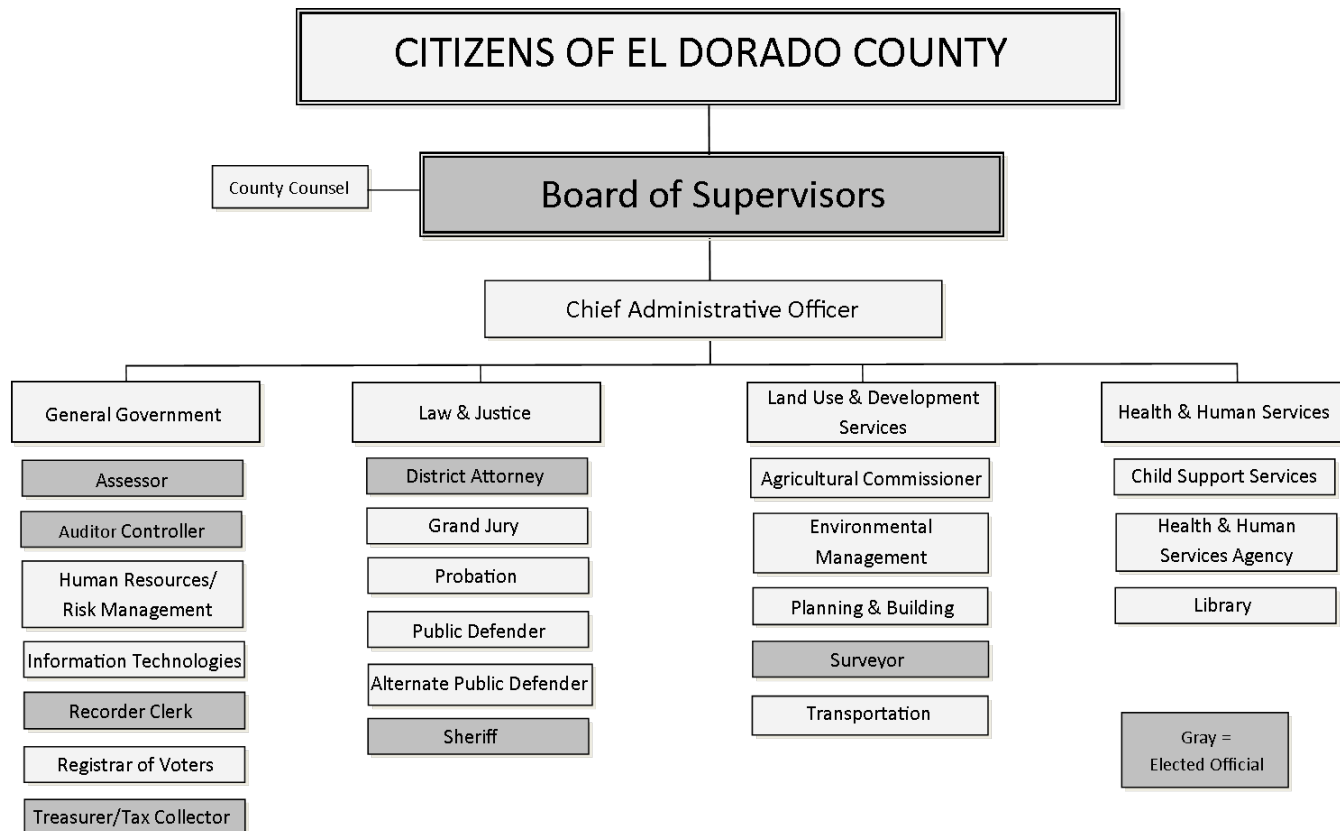 CITIZENS OF EL DORADO COUNTY
County Counsel
Board of Supervisors
Chief Administrative Officer
General Government
Assessor
Auditor Controller
Human Resources/
Risk Management
Information Technologies
Recorder Clerk
Registrar of Voters
Treasurer/Tax Collector
Law & Justice
District Attorney
Grand Jury
Probation
Public Defender
Alternate Public Defender
Sheriff
Land Use & Development
Services
Agricultural Commissioner
Environmental
Management
Planning & Building
Surveyor
Transportation
Health & Human Services
Child Support Services
Health & Human
Services Agency
Library
Gray =
Elected Official